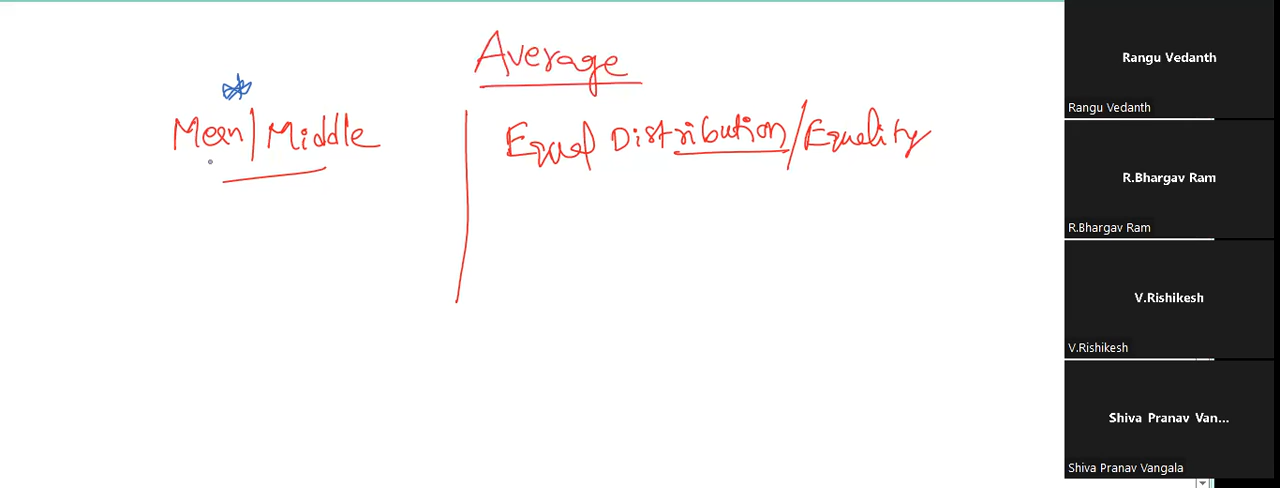 Average
Mean/Middle
Equal Distribution/Equality
Rangu Vedanth
Rangu Vedanth
R.Bhargav Ram
R.Bhargav Ram
V.Rishikesh
V.Rishikesh
Shiva Pranav Van...
Shiva Pranav Vangala